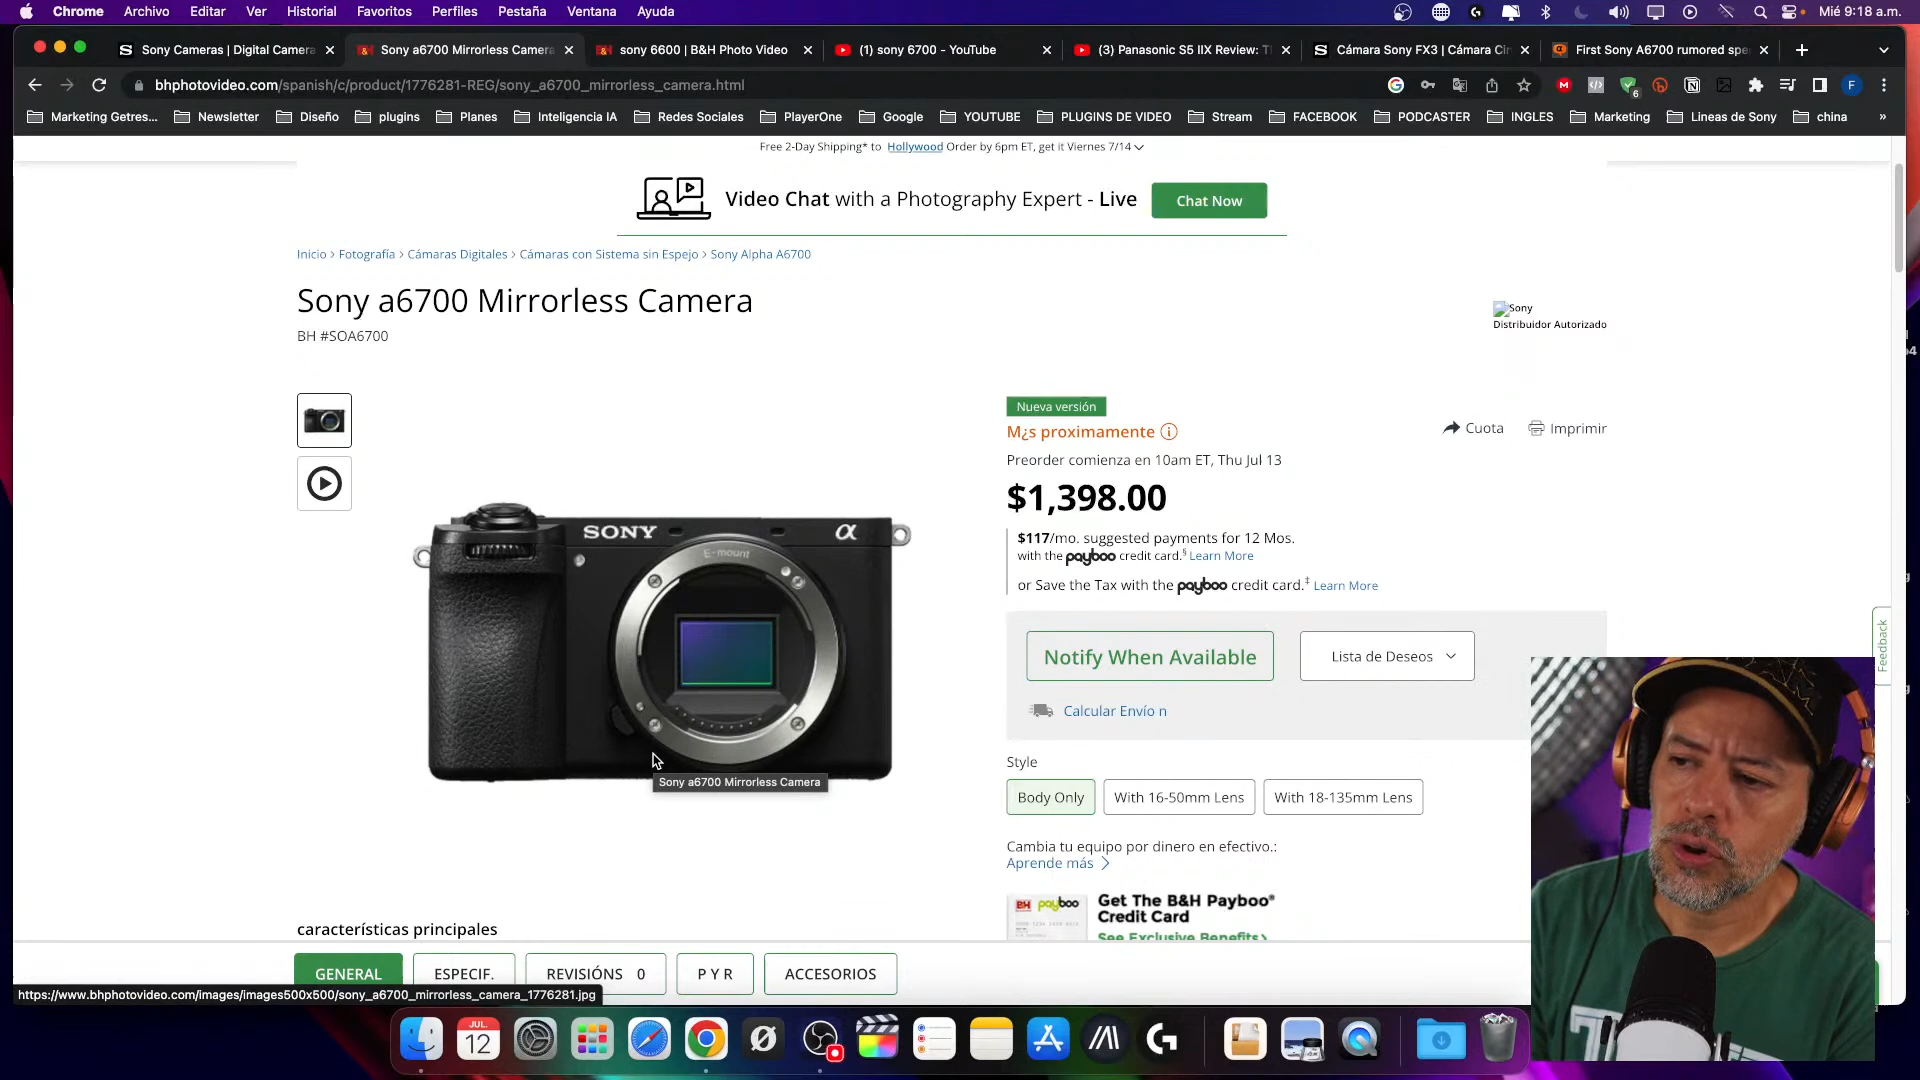 Chrome Archivo Editar Ver Historial Favoritos Perfiles Pestaña Ventana Ayuda Mié 9:18 a.m.
Sony Cameras | Digital Camera Sony a6700 Mirrorless Camera sony 6600 | B&H Photo Video (1) sony 6700 - YouTube (3) Panasonic S5 IIX Review: T Cámara Sony FX3 | Cámara Cin First Sony A6700 rumored spe
bhphotovideo.com/spanish/c/product/1776281-REG/sony_a6700_mirrorless_camera.html
Marketing Getres... Newsletter Diseño plugins Planes Inteligencia IA Redes Sociales PlayerOne Google YOUTUBE PLUGINS DE VIDEO Stream FACEBOOK PODCASTER INGLES Marketing Lineas de Sony china »
Free 2-Day Shipping* to Hollywood Order by 6pm ET, get it Viernes 7/14
Video Chat with a Photography Expert - Live Chat Now
Inicio › Fotografía › Cámaras Digitales › Cámaras con Sistema sin Espejo › Sony Alpha A6700
Sony a6700 Mirrorless Camera
BH #SOA6700
Sony
Distribuidor Autorizado
Nueva versión
M¿s proximamente
Cuota Imprimir
Preorder comienza en 10am ET, Thu Jul 13
$1,398.00
SONY α
E-mount
$117/mo. suggested payments for 12 Mos.
with the payboo credit card.§ Learn More
or Save the Tax with the payboo credit card.‡ Learn More
Notify When Available Lista de Deseos
Feedback
Calcular Envío n
Style
Sony a6700 Mirrorless Camera
Body Only With 16-50mm Lens With 18-135mm Lens
Cambia tu equipo por dinero en efectivo.:
Aprende más
BH payboo
Get The B&H Payboo®
Credit Card
See Exclusive Benefits›
características principales
GENERAL ESPECIF. REVISIÓNS 0 P Y R ACCESORIOS
https://www.bhphotovideo.com/images/images500x500/sony_a6700_mirrorless_camera_1776281.jpg
JUL.
12